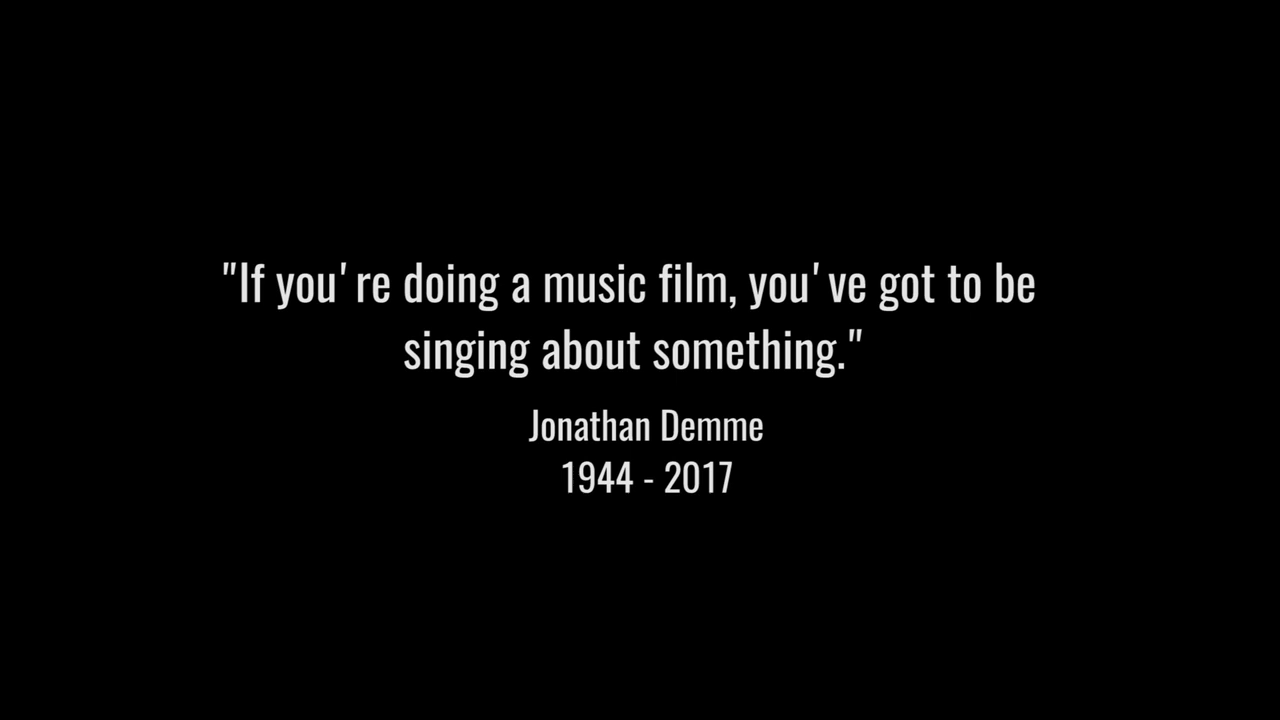 "If you're doing a music film, you've got to be
singing about something."
Jonathan Demme
1944 - 2017